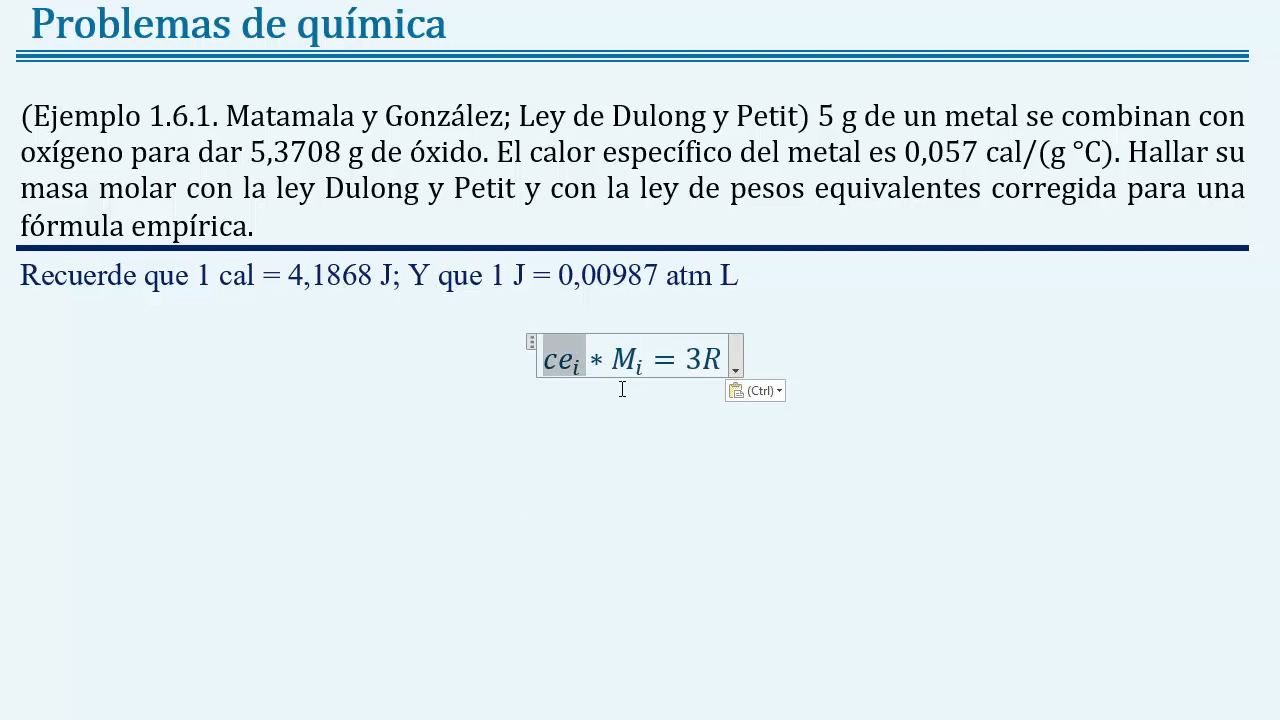 Problemas de química
(Ejemplo 1.6.1. Matamala y González; Ley de Dulong y Petit) 5 g de un metal se combinan con
oxígeno para dar 5,3708 g de óxido. El calor específico del metal es 0,057 cal/(g °C). Hallar su
masa molar con la ley Dulong y Petit y con la ley de pesos equivalentes corregida para una
fórmula empírica.
Recuerde que 1 cal = 4,1868 J; Y que 1 J = 0,00987 atm L
ceᵢ ∗ Mᵢ = 3R
(Ctrl)